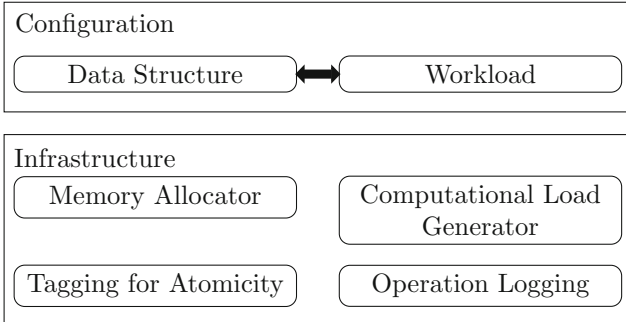 Configuration
Data Structure
Workload
Infrastructure
Memory Allocator
Computational Load
Generator
Tagging for Atomicity
Operation Logging